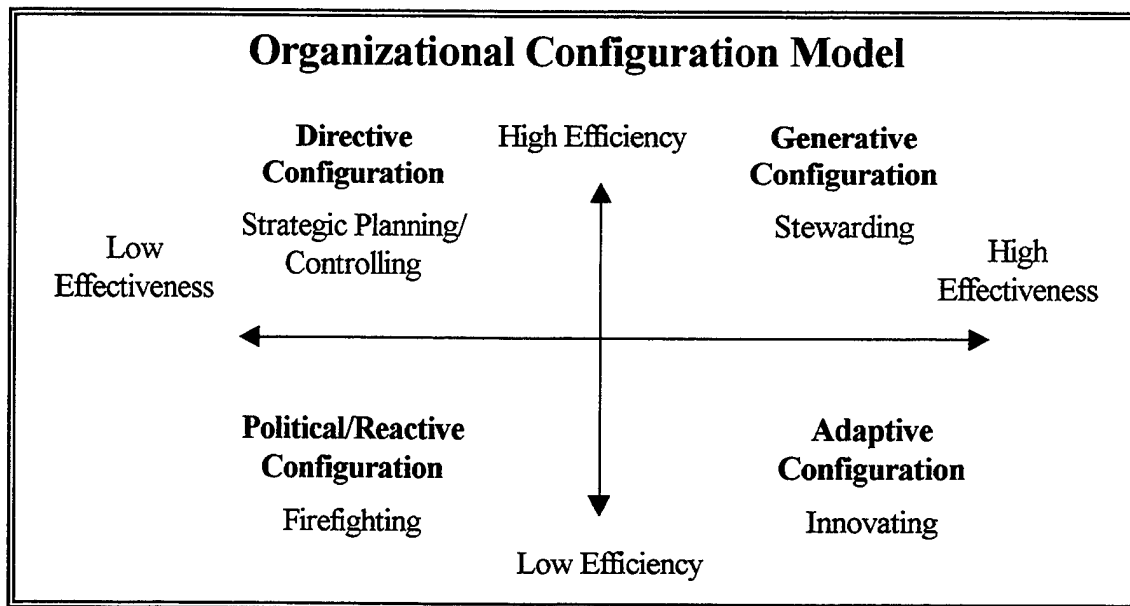 Organizational Configuration Model
Directive
Configuration
Strategic Planning/
Controlling
High Efficiency
Generative
Configuration
Stewarding
Low
Effectiveness
High
Effectiveness
Political/Reactive
Configuration
Firefighting
Adaptive
Configuration
Innovating
Low Efficiency